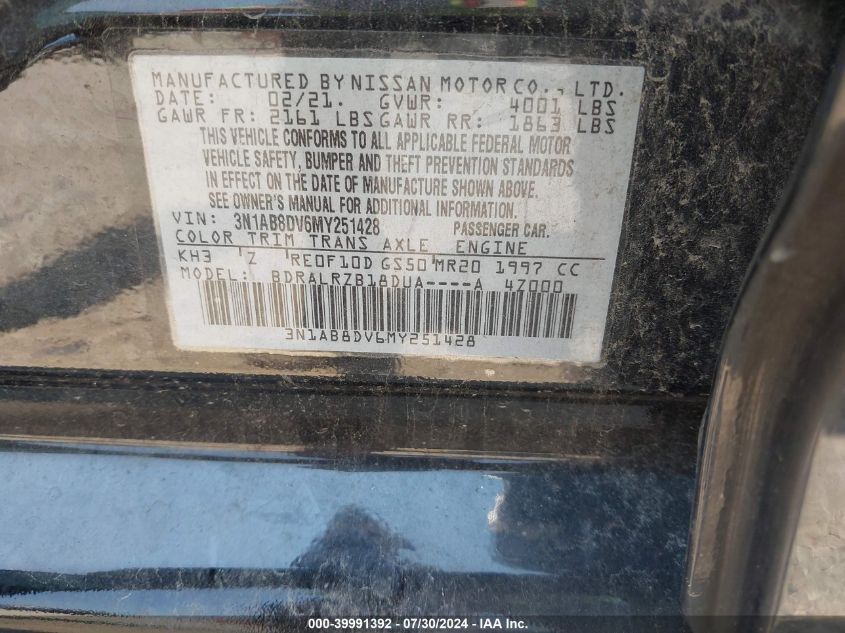 MANUFACTURED BY NISSAN MOTOR CO., LTD.
DATE: 02/21. GVWR: 4001 LBS
GAWR FR: 2161 LBS GAWR RR: 1863 LBS
THIS VEHICLE CONFORMS TO ALL APPLICABLE FEDERAL MOTOR
VEHICLE SAFETY, BUMPER AND THEFT PREVENTION STANDARDS
IN EFFECT ON THE DATE OF MANUFACTURE SHOWN ABOVE.
SEE OWNER'S MANUAL FOR ADDITIONAL INFORMATION.
VIN: 3N1AB8DV6MY251428 PASSENGER CAR.
COLOR TRIM TRANS AXLE ENGINE
KH3 Z RE0F10D GS50 MR20 1997 CC
MODEL: BDRALRZB18DUA----A 47000
3N1AB8DV6MY251428
000-39991392 - 07/30/2024 - IAA Inc.